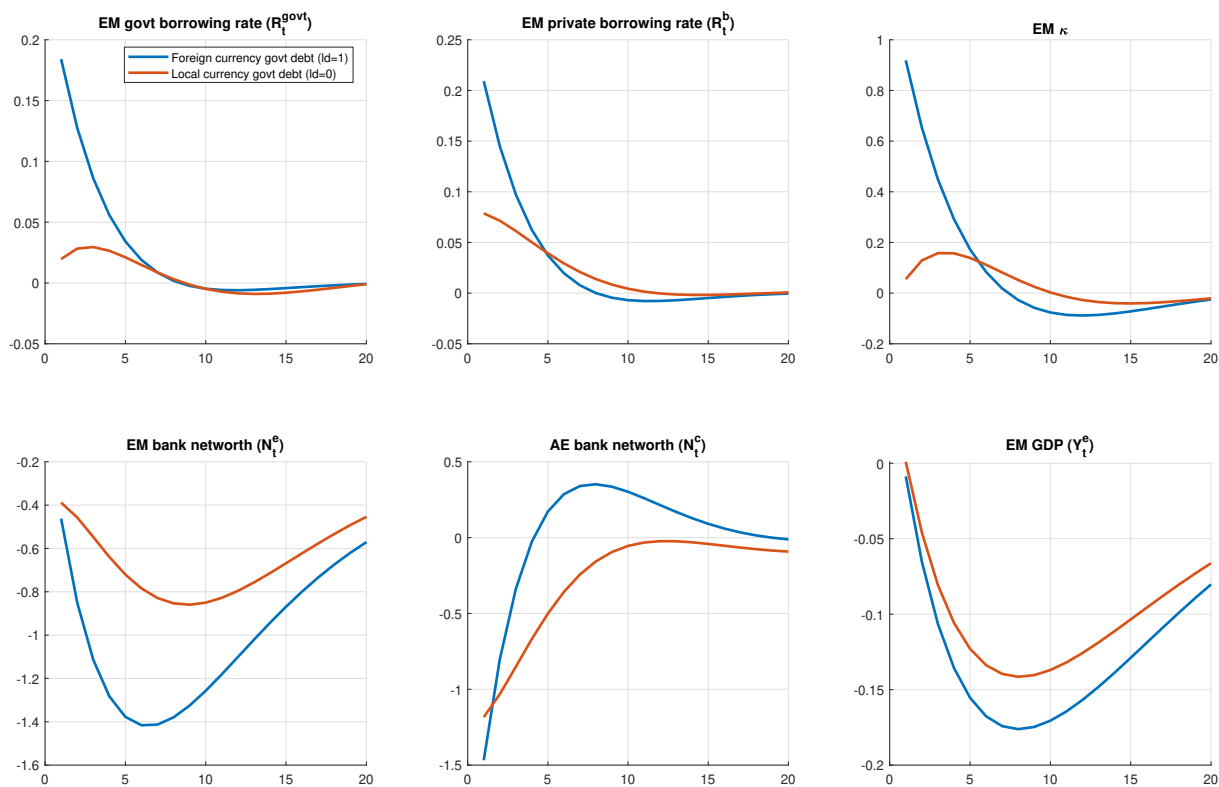 EM govt borrowing rate (R_t^govt)
0.2
0.15
0.1
0.05
0
-0.05
0 5 10 15 20
Foreign currency govt debt (ld=1)
Local currency govt debt (ld=0)
EM private borrowing rate (R_t^b)
0.25
0.2
0.15
0.1
0.05
0
-0.05
0 5 10 15 20
EM κ
1
0.8
0.6
0.4
0.2
0
-0.2
0 5 10 15 20
EM bank networth (N_t^e)
-0.2
-0.4
-0.6
-0.8
-1
-1.2
-1.4
-1.6
0 5 10 15 20
AE bank networth (N_t^c)
0.5
0
-0.5
-1
-1.5
0 5 10 15 20
EM GDP (Y_t^e)
0
-0.05
-0.1
-0.15
-0.2
0 5 10 15 20